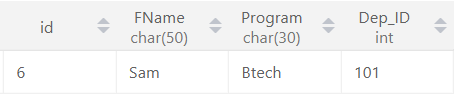 id FName Program Dep_ID
char(50) char(30) int
6 Sam Btech 101